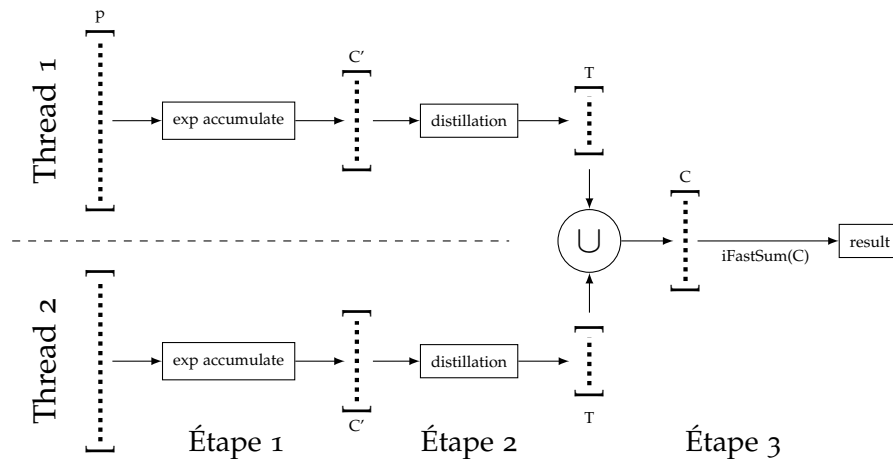 p
Thread 1
exp accumulate
C'
distillation
T
∪
C
iFastSum(C)
result
Thread 2
exp accumulate
C'
distillation
T
Étape 1
Étape 2
Étape 3